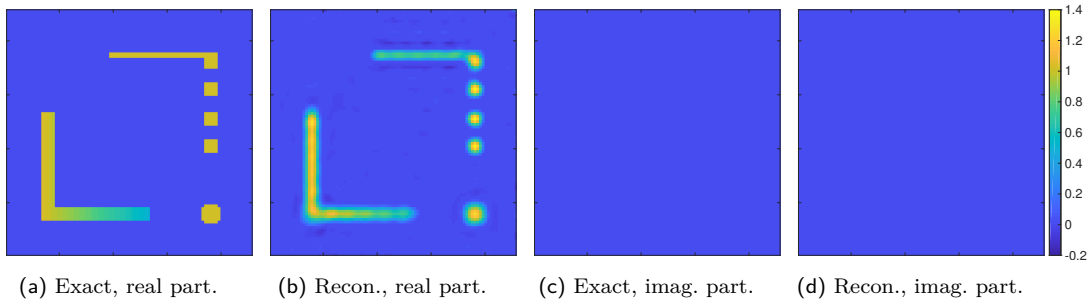 1.4
1.2
1
0.8
0.6
0.4
0.2
0
-0.2
(a) Exact, real part.
(b) Recon., real part.
(c) Exact, imag. part.
(d) Recon., imag. part.